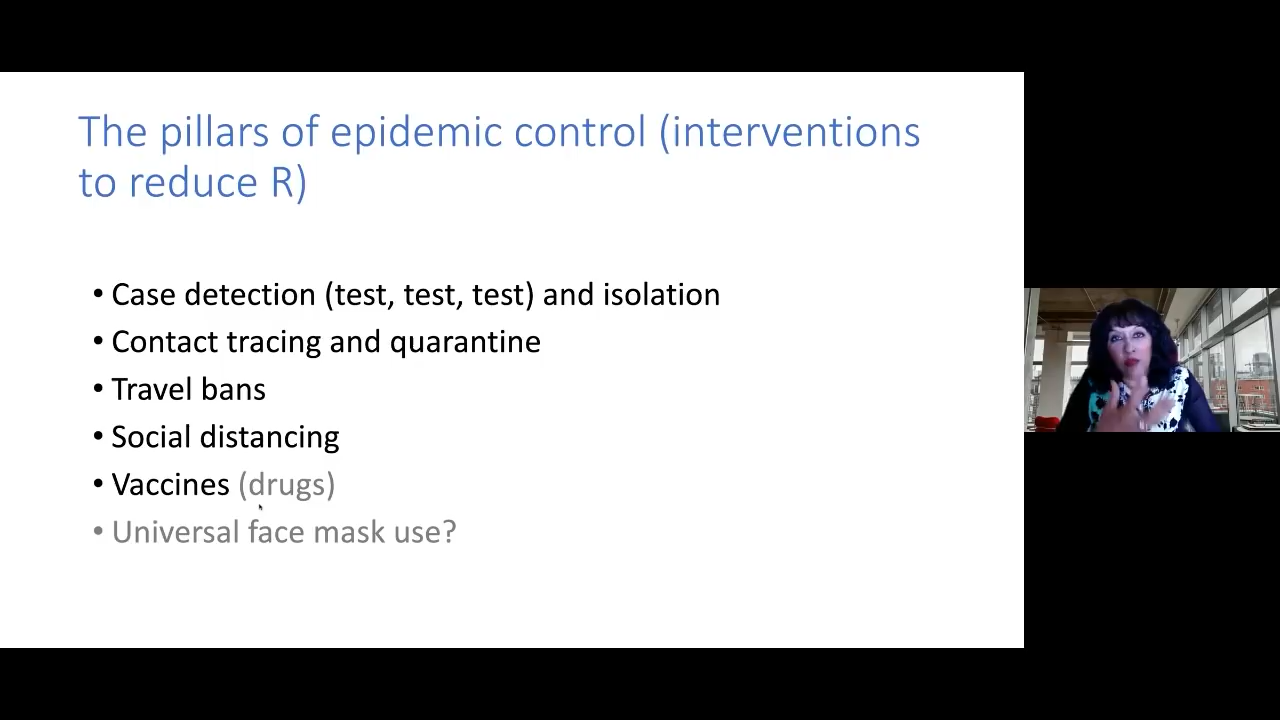 The pillars of epidemic control (interventions
to reduce R)
• Case detection (test, test, test) and isolation
• Contact tracing and quarantine
• Travel bans
• Social distancing
• Vaccines (drugs)
• Universal face mask use?